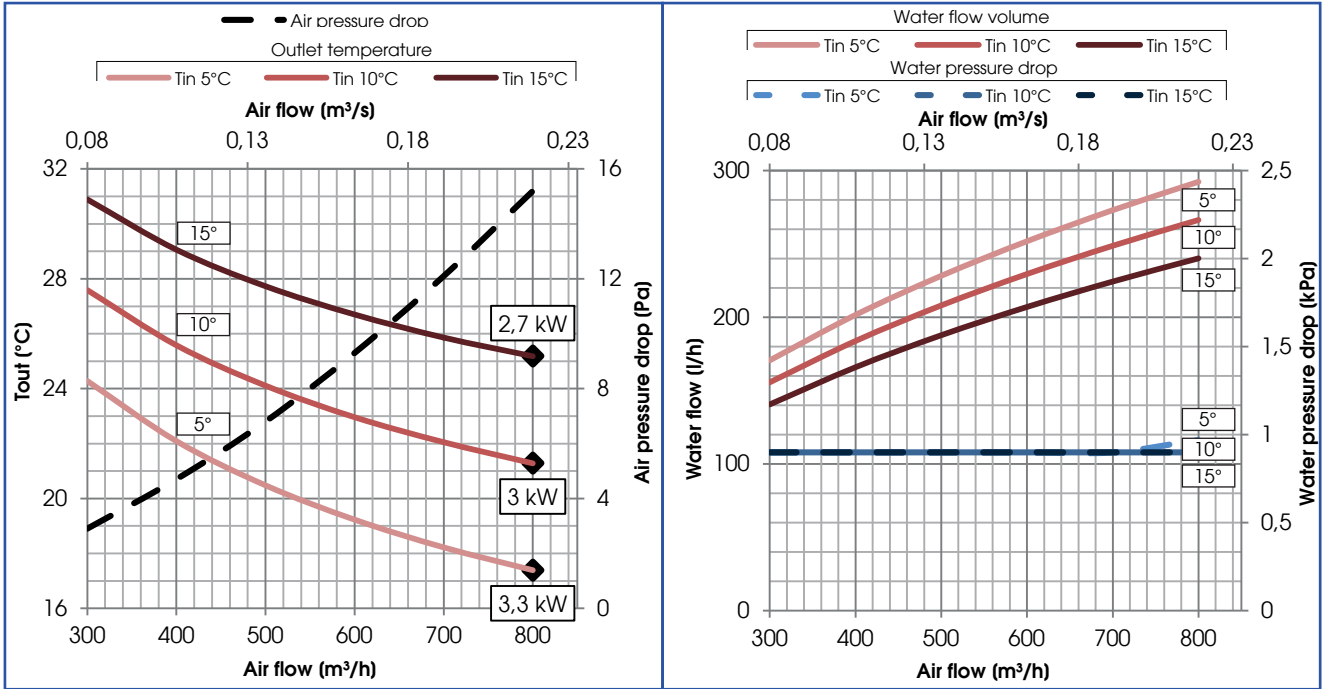 Air pressure drop
Outlet temperature
Tin 5°C Tin 10°C Tin 15°C
Air flow (m³/s)
0,08 0,13 0,18 0,23
32 16
28 12
24 8
20 4
16 0
Tout (°C)
Air pressure drop (Pa)
15°
10°
5°
2,7 kW
3 kW
3,3 kW
300 400 500 600 700 800
Air flow (m³/h)
Water flow volume
Tin 5°C Tin 10°C Tin 15°C
Water pressure drop
Tin 5°C Tin 10°C Tin 15°C
Air flow (m³/s)
0,08 0,13 0,18 0,23
300 2,5
2
200
1,5
1
100
0,5
0 0
Water flow (l/h)
Water pressure drop (kPa)
5°
10°
15°
5°
10°
15°
300 400 500 600 700 800
Air flow (m³/h)